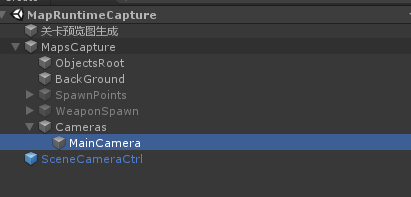 MapRuntimeCapture
关卡预览图生成
MapsCapture
ObjectsRoot
BackGround
SpawnPoints
WeaponSpawn
Cameras
MainCamera
SceneCameraCtrl